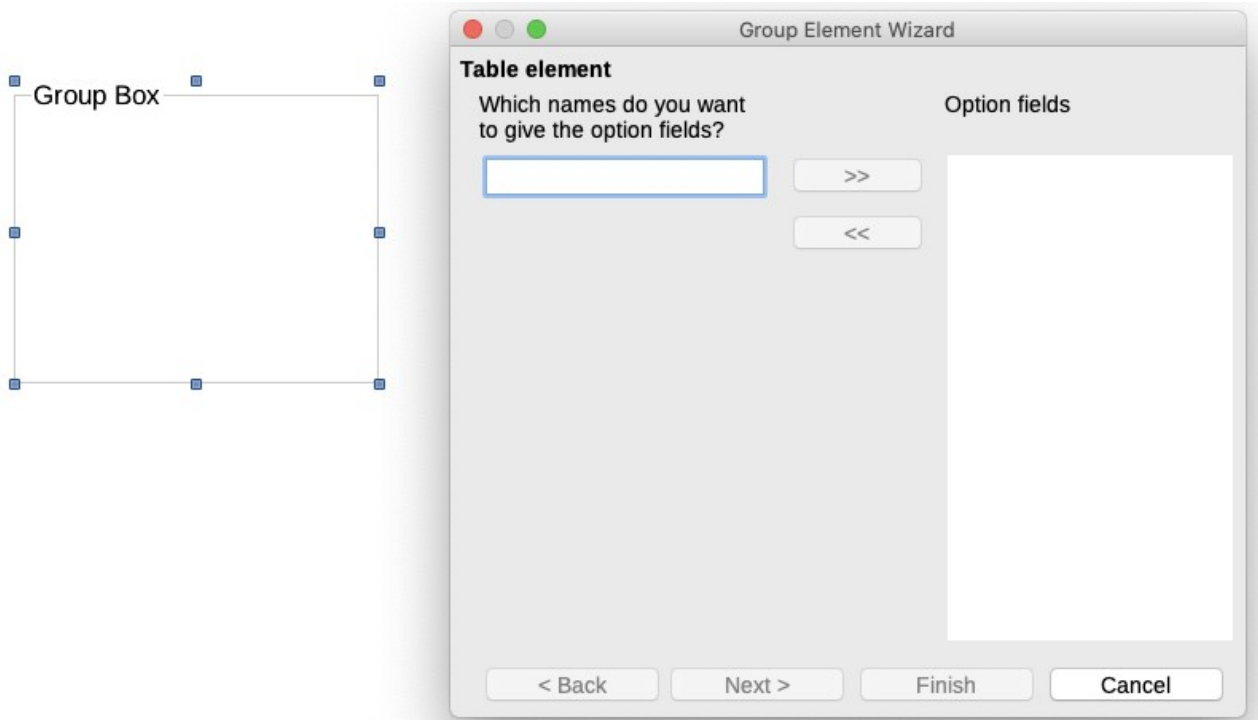 Group Box
Group Element Wizard
Table element
Which names do you want
to give the option fields?
Option fields
>>
<<
< Back
Next >
Finish
Cancel